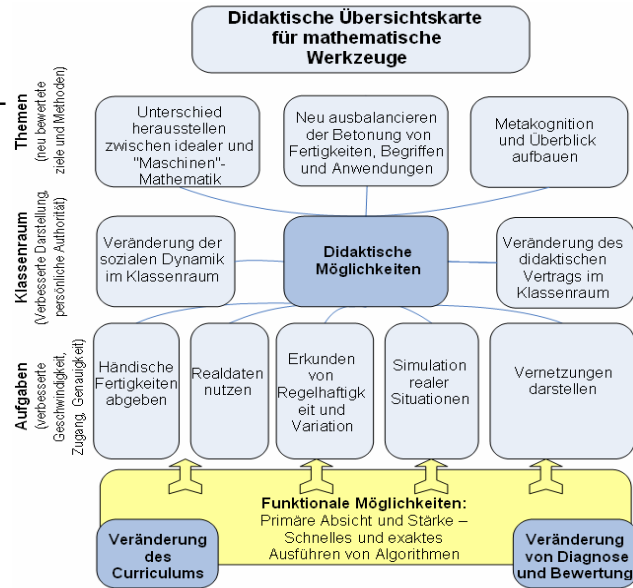 Didaktische Übersichtskarte
für mathematische
Werkzeuge
Themen
(neu bewertete
ziele und Methoden)
Unterschied
herausstellen
zwischen idealer und
"Maschinen"-
Mathematik
Neu ausbalancieren
der Betonung von
Fertigkeiten, Begriffen
und Anwendungen
Metakognition
und Überblick
aufbauen
Klassenraum
(Verbesserte Darstellung,
persönliche Authorität)
Veränderung der
sozialen Dynamik
im Klassenraum
Didaktische
Möglichkeiten
Veränderung des
didaktischen
Vertrags im
Klassenraum
Aufgaben
(verbesserte
Geschwindigkeit,
Zugang, Genauigkeit)
Händische
Fertigkeiten
abgeben
Realdaten
nutzen
Erkunden
von
Regelhaftigk
eit und
Variation
Simulation
realer
Situationen
Vernetzungen
darstellen
Funktionale Möglichkeiten:
Primäre Absicht und Stärke –
Schnelles und exaktes
Ausführen von Algorithmen
Veränderung
des
Curriculums
Veränderung
von Diagnose
und Bewertung